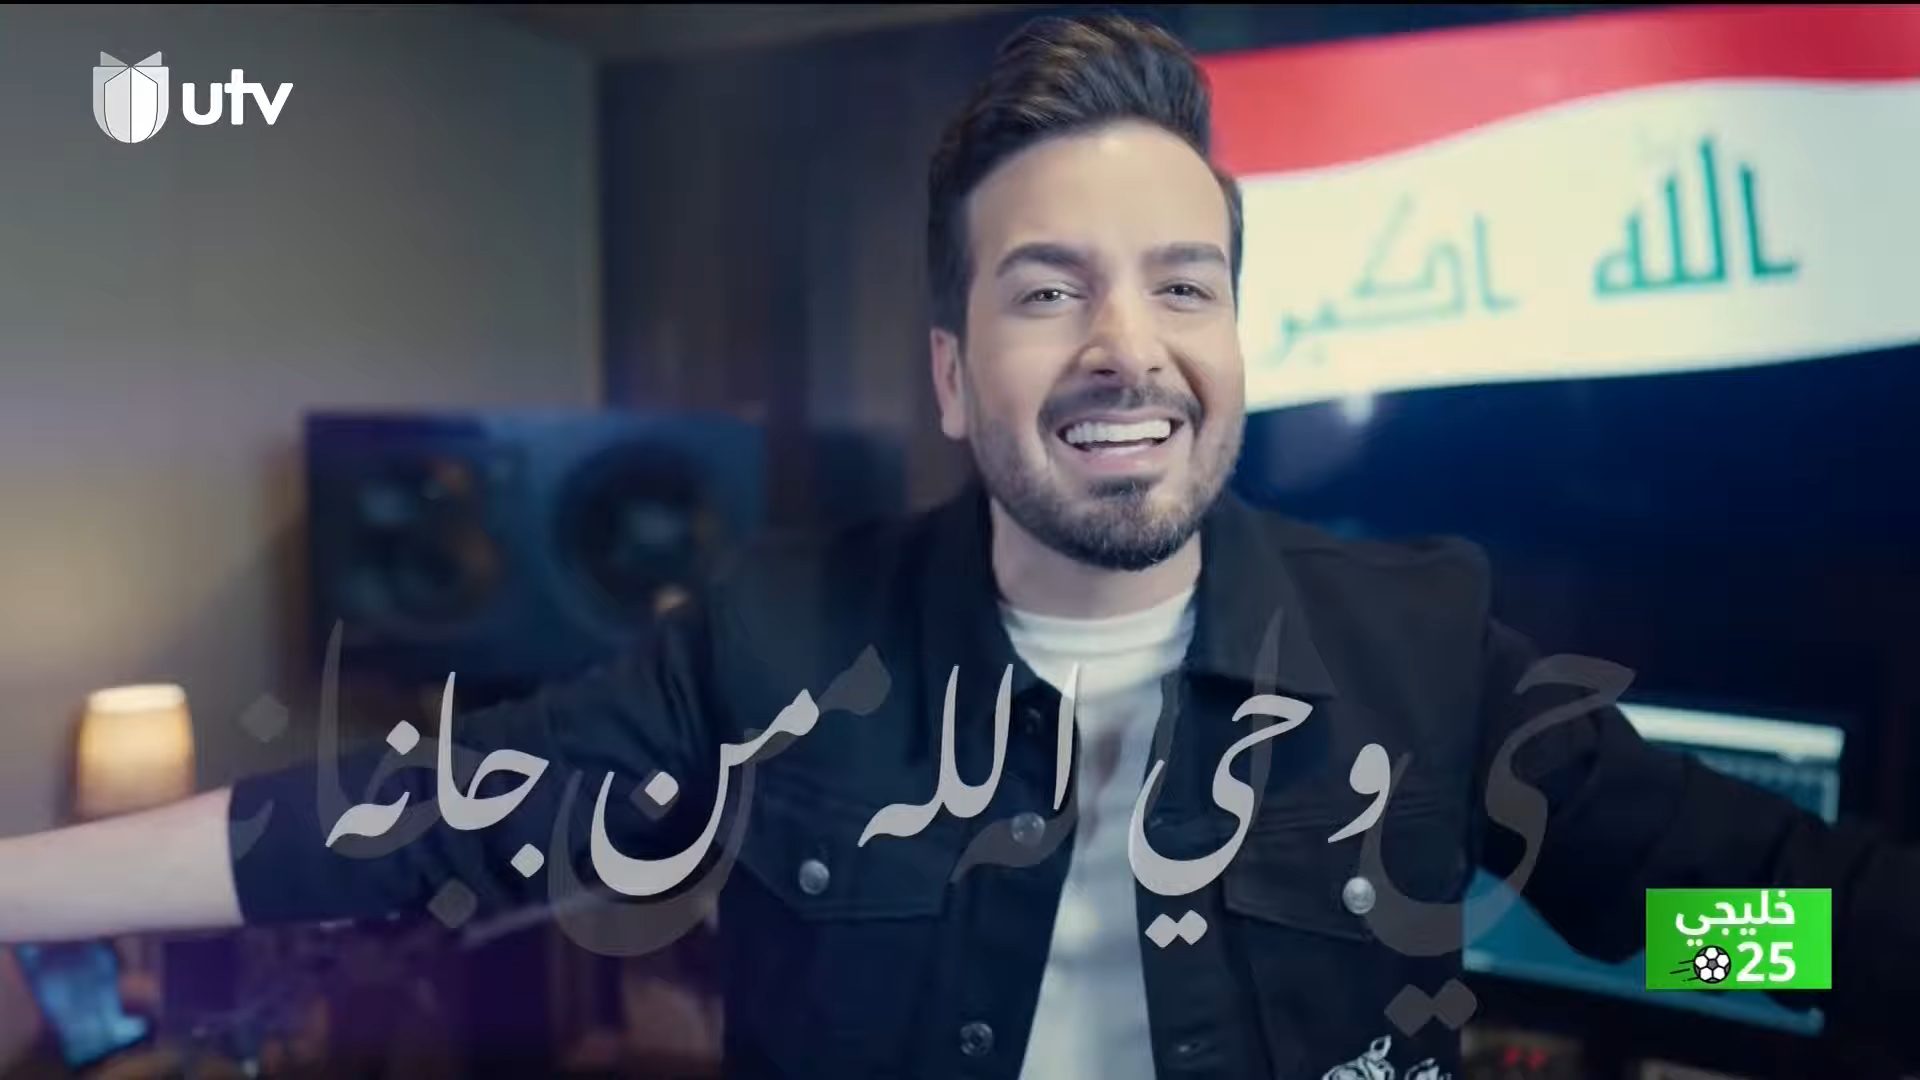 utv
الله اكبر
وحي الله من جانه
خليجي
25